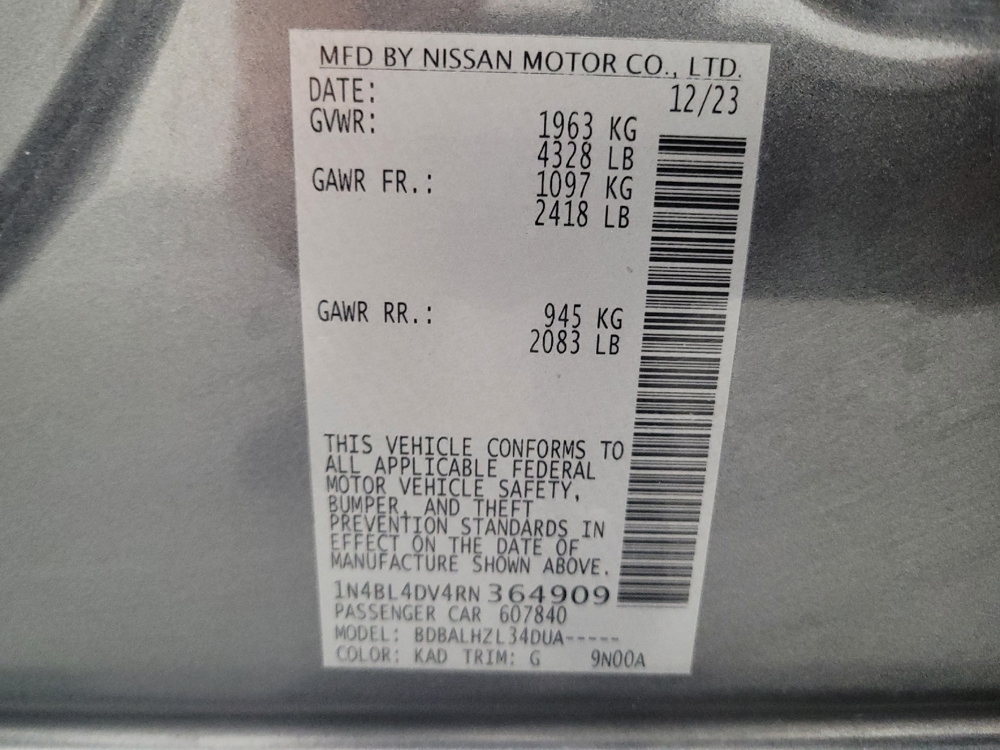 MFD BY NISSAN MOTOR CO., LTD.
DATE: 12/23
GVWR: 1963 KG
4328 LB
GAWR FR.: 1097 KG
2418 LB
GAWR RR.: 945 KG
2083 LB
THIS VEHICLE CONFORMS TO
ALL APPLICABLE FEDERAL
MOTOR VEHICLE SAFETY,
BUMPER, AND THEFT
PREVENTION STANDARDS IN
EFFECT ON THE DATE OF
MANUFACTURE SHOWN ABOVE.
1N4BL4DV4RN 364909
PASSENGER CAR 607840
MODEL: BDBALHZL34DUA-----
COLOR: KAD TRIM: G 9N00A